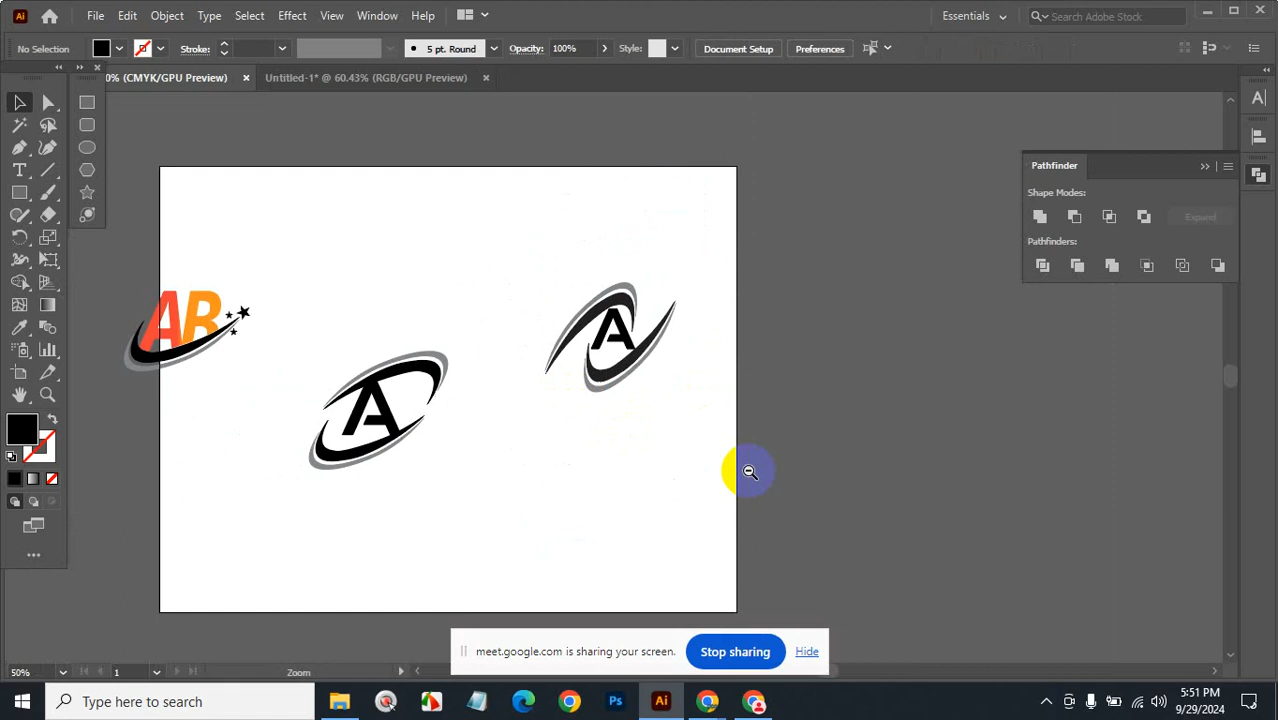 Ai File Edit Object Type Select Effect View Window Help Essentials Search Adobe Stock
No Selection Stroke: 5 pt. Round Opacity: 100% Style: Document Setup Preferences
0% (CMYK/GPU Preview) × Untitled-1* @ 60.43% (RGB/GPU Preview) ×
Pathfinder
Shape Modes:
Expand
Pathfinders:
AB
A
A
meet.google.com is sharing your screen. Stop sharing Hide
50% 1 Zoom
Type here to search Ps Ai 5:51 PM
9/29/2024